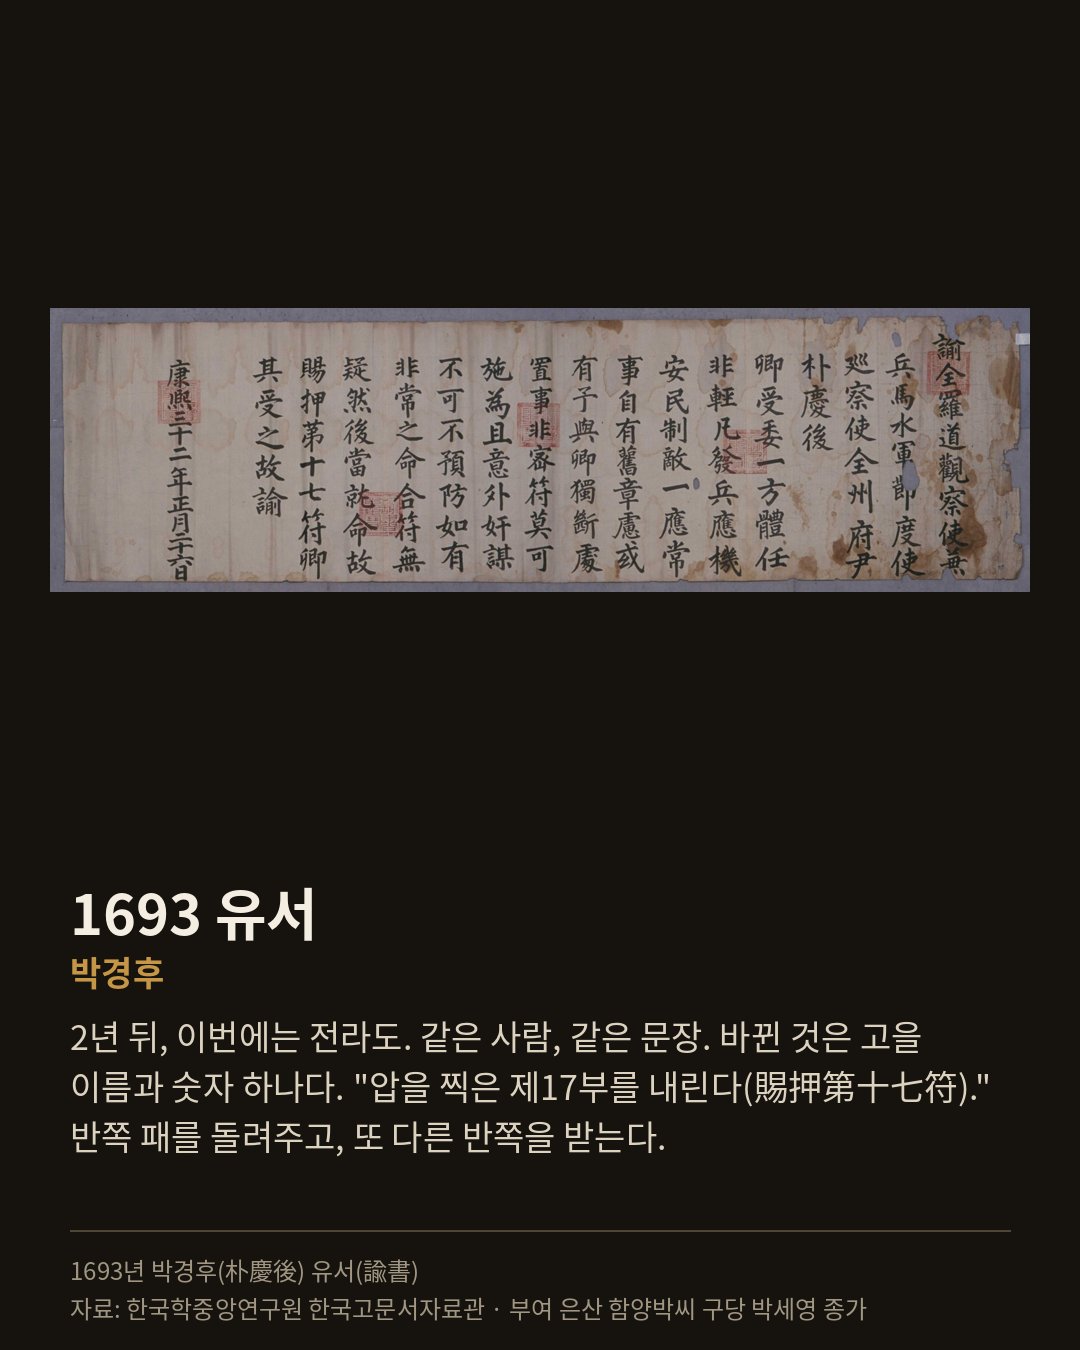 諭全羅道觀察使兼
兵馬水軍節度使
巡察使全州府尹
朴慶後
卿受委一方體任
非輕凡發兵應機
安民制敵一應常
事自有舊章慮或
有予與卿獨斷處
置事非密符莫可
施爲且意外奸謀
不可不預防如有
非常之命合符無
疑然後當就命故
賜押第十七符卿
其受之故諭
康熙三十二年正月二十六日
1693 유서
박경후
2년 뒤, 이번에는 전라도. 같은 사람, 같은 문장. 바뀐 것은 고을
이름과 숫자 하나다. "압을 찍은 제17부를 내린다(賜押第十七符)."
반쪽 패를 돌려주고, 또 다른 반쪽을 받는다.
1693년 박경후(朴慶後) 유서(諭書)
자료: 한국학중앙연구원 한국고문서자료관 · 부여 은산 함양박씨 구당 박세영 종가